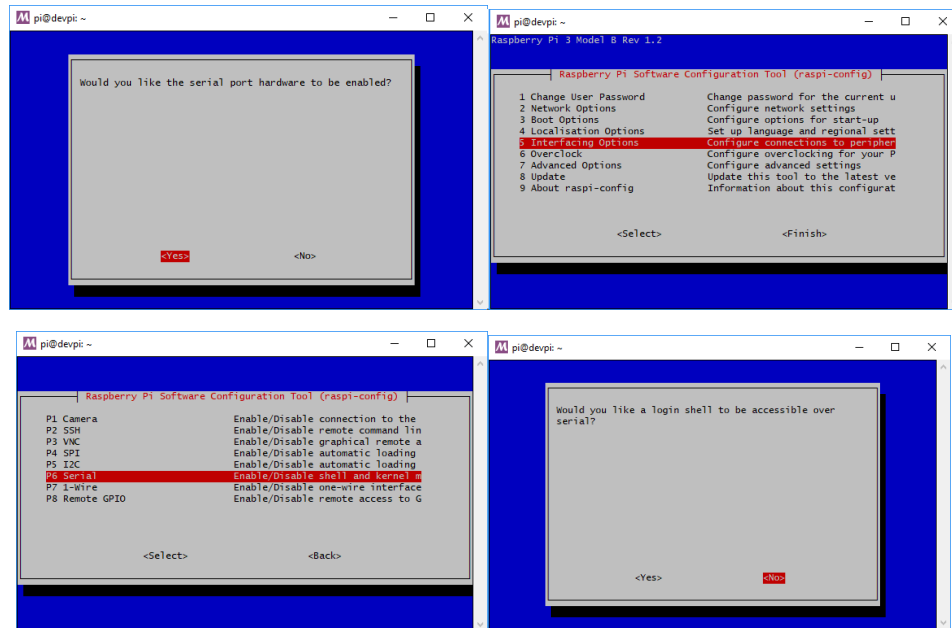 pi@devpi: ~
Would you like the serial port hardware to be enabled?
<Yes> <No>
pi@devpi: ~
Raspberry Pi 3 Model B Rev 1.2
Raspberry Pi Software Configuration Tool (raspi-config)
1 Change User Password Change password for the current u
2 Network Options Configure network settings
3 Boot Options Configure options for start-up
4 Localisation Options Set up language and regional sett
5 Interfacing Options Configure connections to peripher
6 Overclock Configure overclocking for your P
7 Advanced Options Configure advanced settings
8 Update Update this tool to the latest ve
9 About raspi-config Information about this configurat
<Select> <Finish>
pi@devpi: ~
Raspberry Pi Software Configuration Tool (raspi-config)
P1 Camera Enable/Disable connection to the
P2 SSH Enable/Disable remote command lin
P3 VNC Enable/Disable graphical remote a
P4 SPI Enable/Disable automatic loading
P5 I2C Enable/Disable automatic loading
P6 Serial Enable/Disable shell and kernel m
P7 1-Wire Enable/Disable one-wire interface
P8 Remote GPIO Enable/Disable remote access to G
<Select> <Back>
pi@devpi: ~
Would you like a login shell to be accessible over
serial?
<Yes> <No>